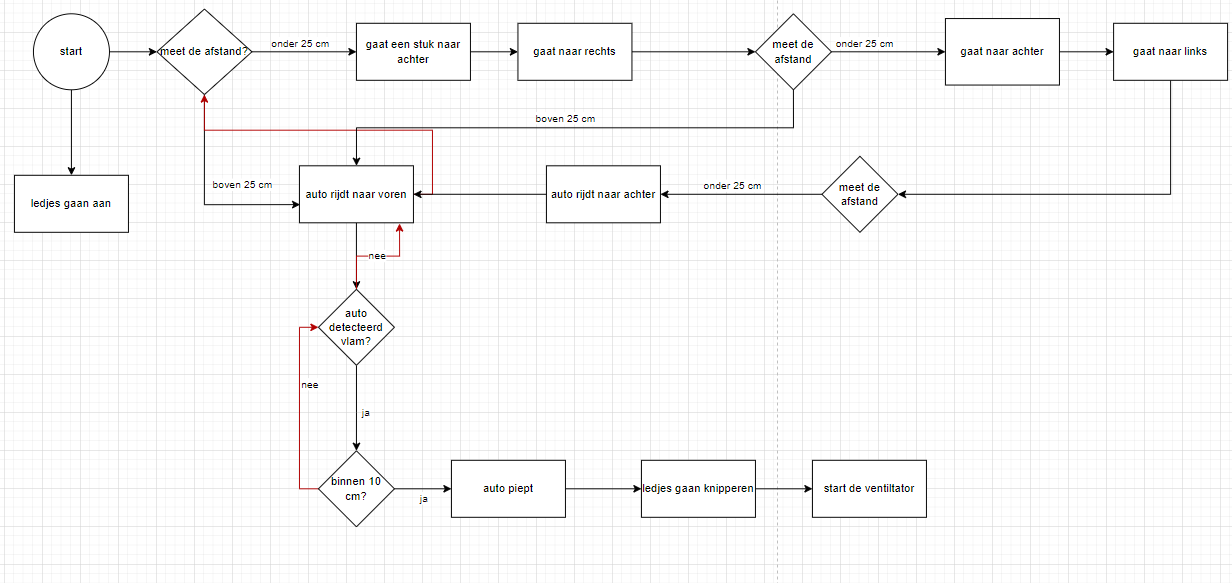 start
meet de afstand?
onder 25 cm
gaat een stuk naar
achter
gaat naar rechts
meet de
afstand
onder 25 cm
gaat naar achter
gaat naar links
boven 25 cm
ledjes gaan aan
boven 25 cm
auto rijdt naar voren
auto rijdt naar achter
onder 25 cm
meet de
afstand
nee
auto
detecteerd
vlam?
nee
ja
binnen 10
cm?
ja
auto piept
ledjes gaan knipperen
start de ventiltator